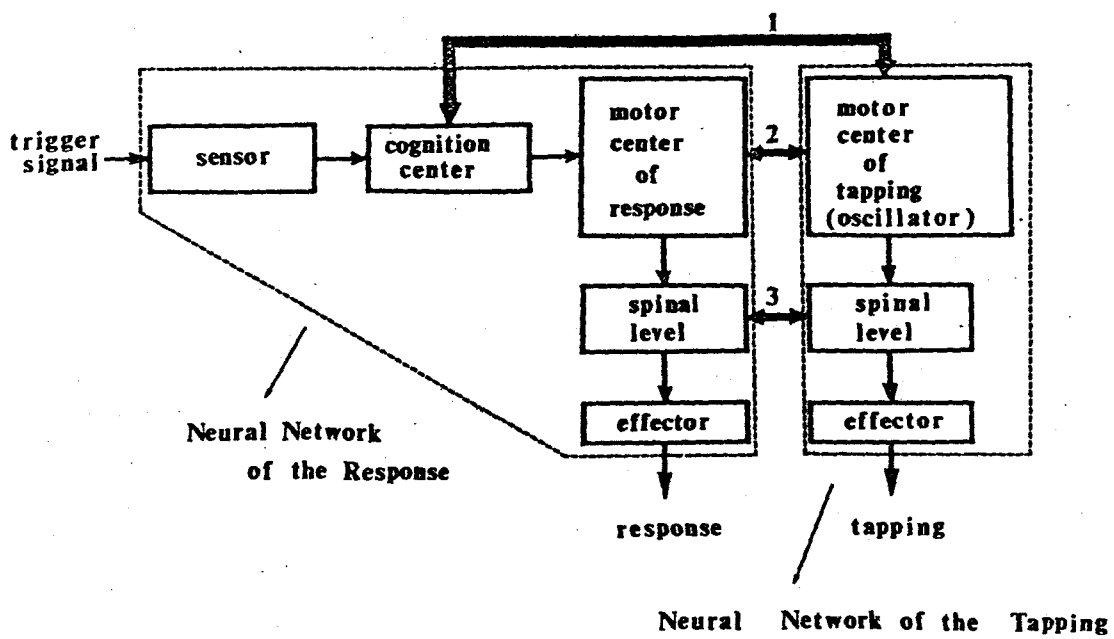 1
trigger
signal
sensor
cognition
center
motor
center
of
response
2
motor
center
of
tapping
(oscillator)
spinal
level
3
spinal
level
effector
effector
Neural Network
of the Response
response
tapping
Neural Network of the Tapping